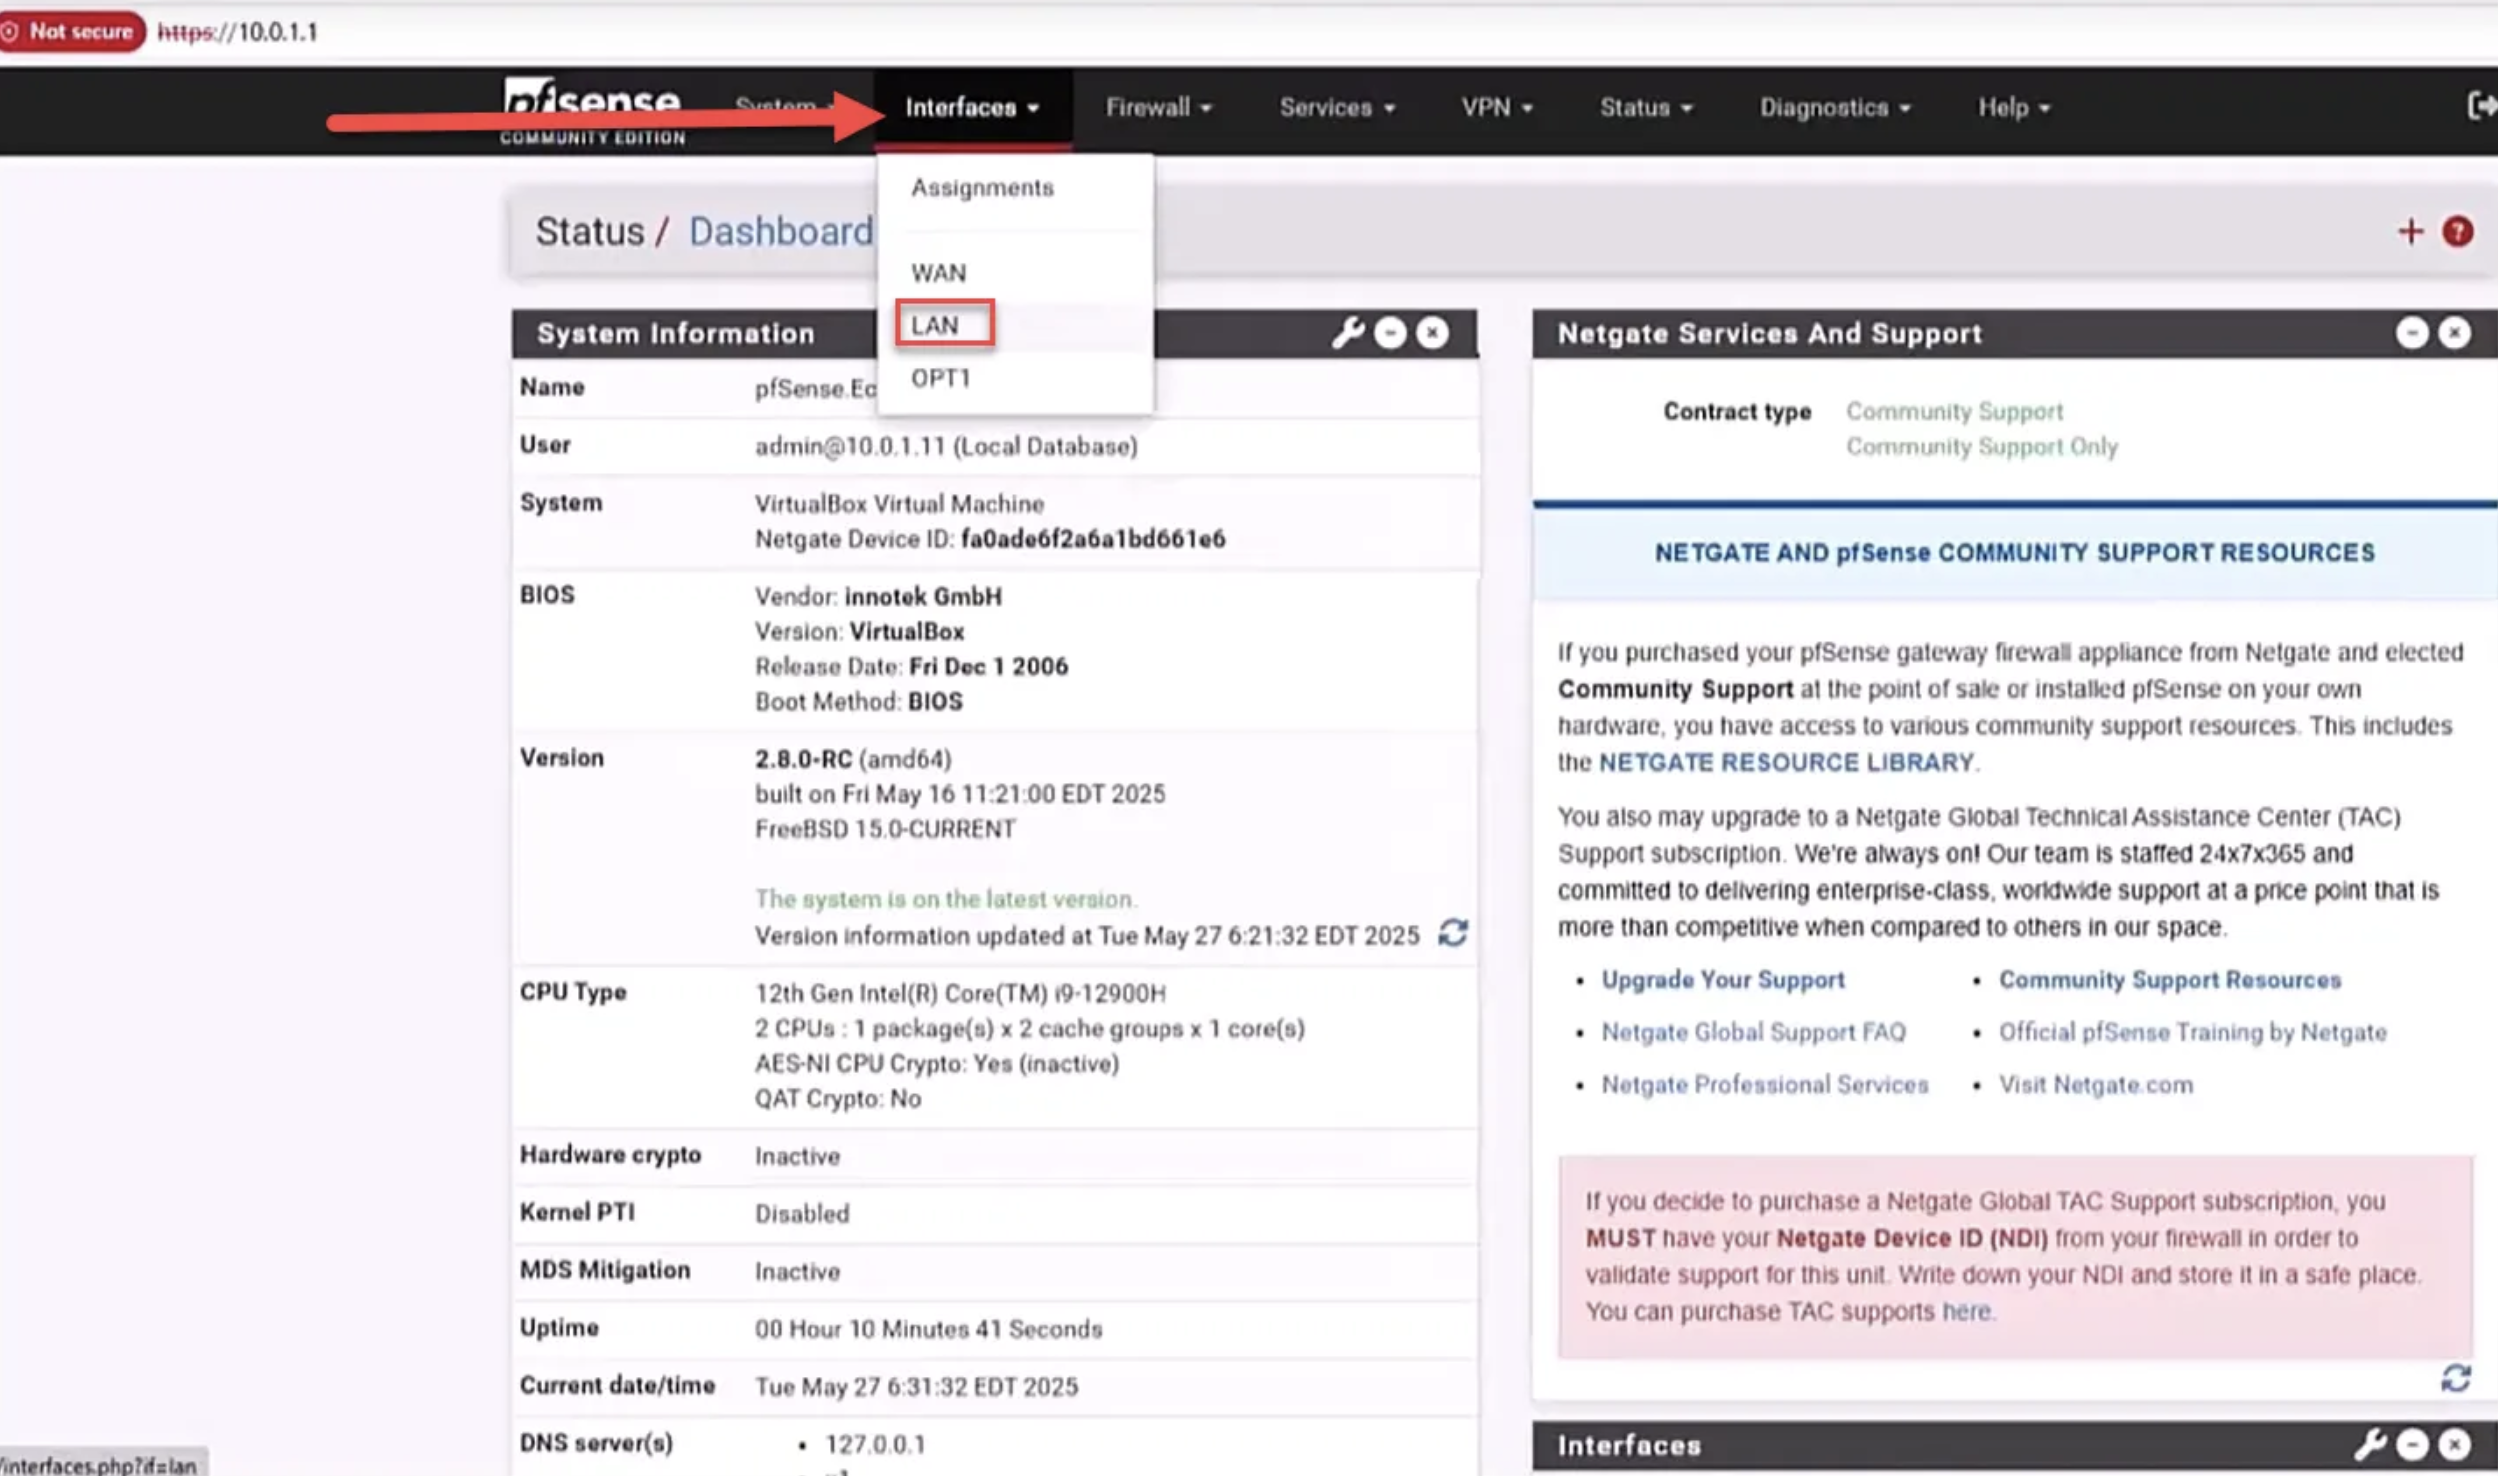 Not secure https://10.0.1.1
pfsense
COMMUNITY EDITION
System
Interfaces
Firewall
Services
VPN
Status
Diagnostics
Help
Assignments
WAN
LAN
OPT1
Status / Dashboard
System Information
Name pfSense.Ec
User admin@10.0.1.11 (Local Database)
System VirtualBox Virtual Machine
Netgate Device ID: fa0ade6f2a6a1bd661e6
BIOS Vendor: innotek GmbH
Version: VirtualBox
Release Date: Fri Dec 1 2006
Boot Method: BIOS
Version 2.8.0-RC (amd64)
built on Fri May 16 11:21:00 EDT 2025
FreeBSD 15.0-CURRENT
The system is on the latest version.
Version information updated at Tue May 27 6:21:32 EDT 2025
CPU Type 12th Gen Intel(R) Core(TM) i9-12900H
2 CPUs : 1 package(s) x 2 cache groups x 1 core(s)
AES-NI CPU Crypto: Yes (inactive)
QAT Crypto: No
Hardware crypto Inactive
Kernel PTI Disabled
MDS Mitigation Inactive
Uptime 00 Hour 10 Minutes 41 Seconds
Current date/time Tue May 27 6:31:32 EDT 2025
DNS server(s) • 127.0.0.1
/interfaces.php?if=lan
Netgate Services And Support
Contract type Community Support
Community Support Only
NETGATE AND pfSense COMMUNITY SUPPORT RESOURCES
If you purchased your pfSense gateway firewall appliance from Netgate and elected
Community Support at the point of sale or installed pfSense on your own
hardware, you have access to various community support resources. This includes
the NETGATE RESOURCE LIBRARY.
You also may upgrade to a Netgate Global Technical Assistance Center (TAC)
Support subscription. We're always on! Our team is staffed 24x7x365 and
committed to delivering enterprise-class, worldwide support at a price point that is
more than competitive when compared to others in our space.
• Upgrade Your Support
• Community Support Resources
• Netgate Global Support FAQ
• Official pfSense Training by Netgate
• Netgate Professional Services
• Visit Netgate.com
If you decide to purchase a Netgate Global TAC Support subscription, you
MUST have your Netgate Device ID (NDI) from your firewall in order to
validate support for this unit. Write down your NDI and store it in a safe place.
You can purchase TAC supports here.
Interfaces